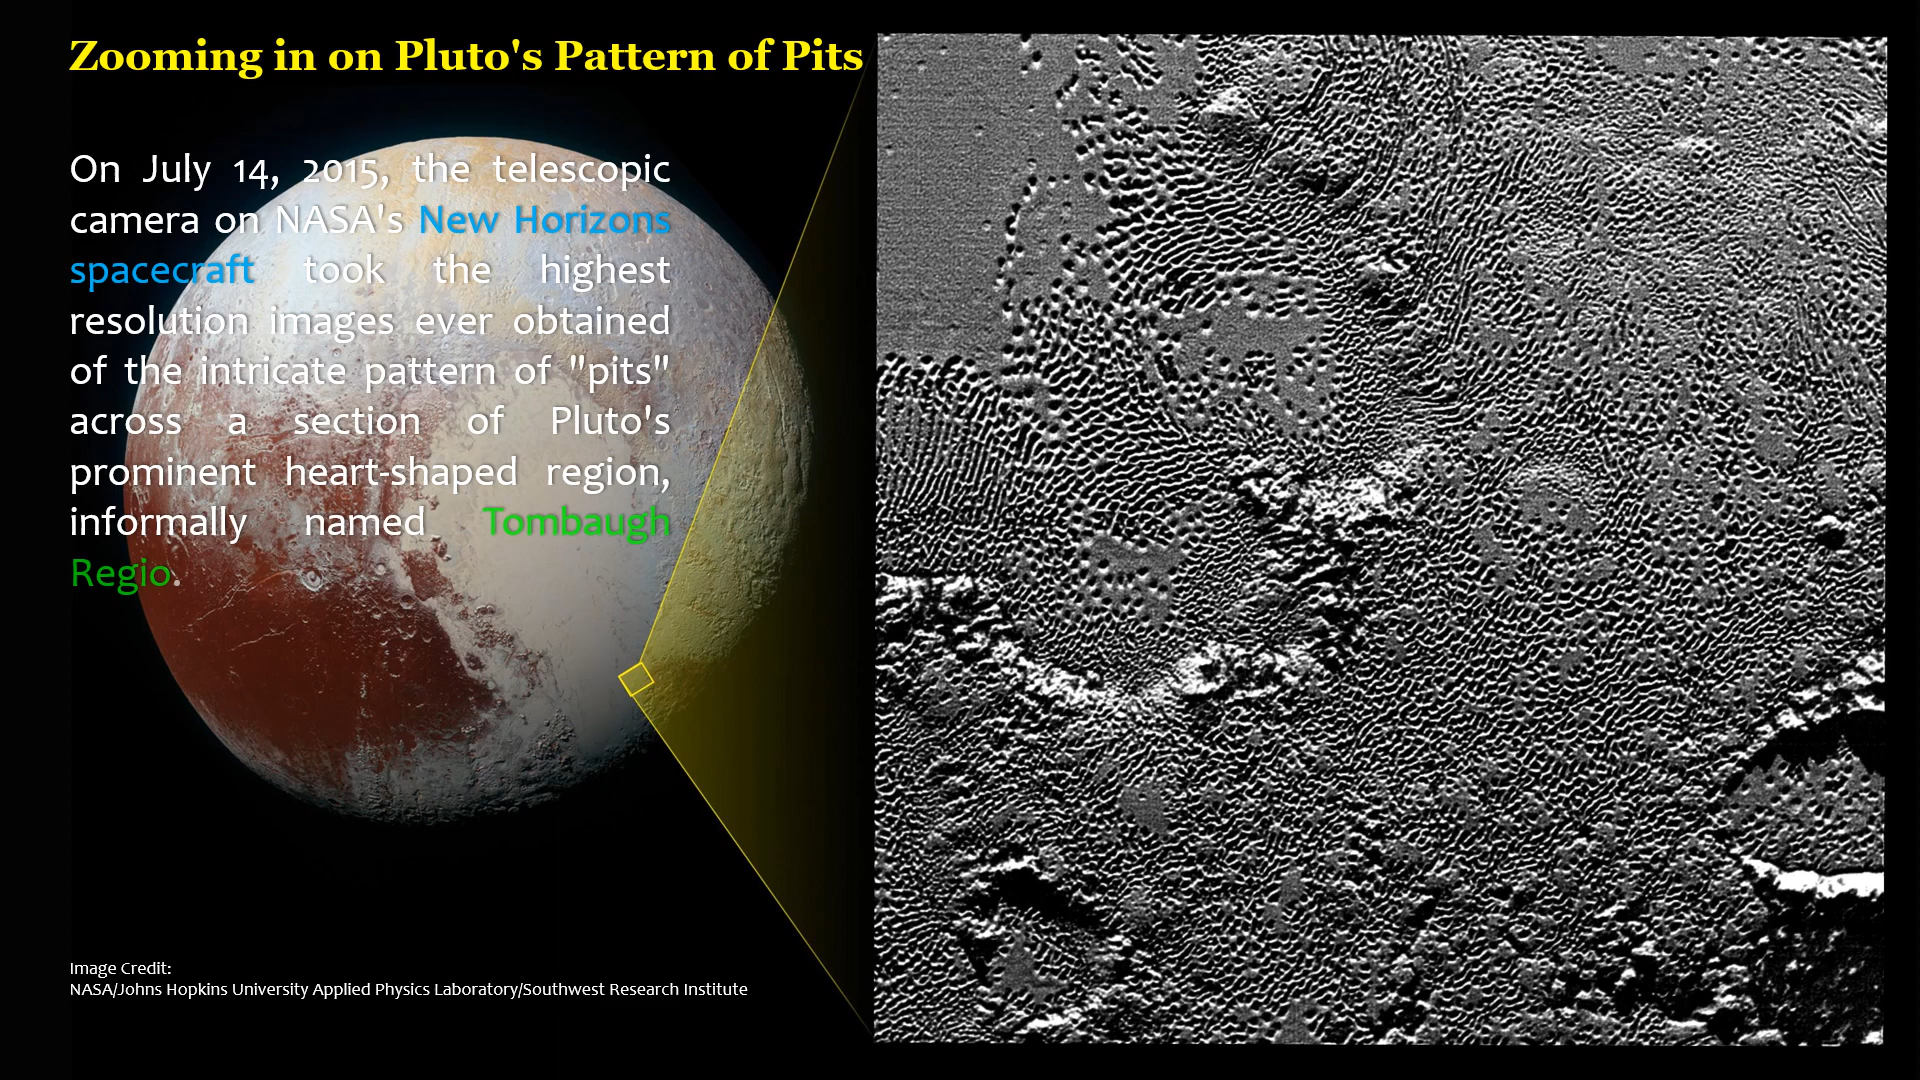 Zooming in on Pluto's Pattern of Pits
On July 14, 2015, the telescopic
camera on NASA's New Horizons
spacecraft took the highest
resolution images ever obtained
of the intricate pattern of "pits"
across a section of Pluto's
prominent heart-shaped region,
informally named Tombaugh
Regio.
Image Credit:
NASA/Johns Hopkins University Applied Physics Laboratory/Southwest Research Institute